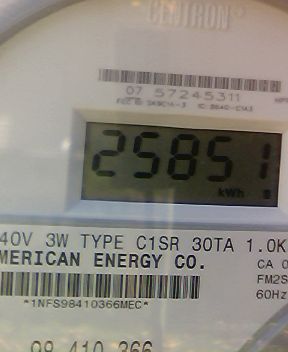 CENTRON
07 57245311
25851
kWh
40V 3W TYPE C1SR 30TA 1.0K
MERICAN ENERGY CO.
CA 0
FM2S
60Hz
*1NFS98410366MEC*
98 410 366